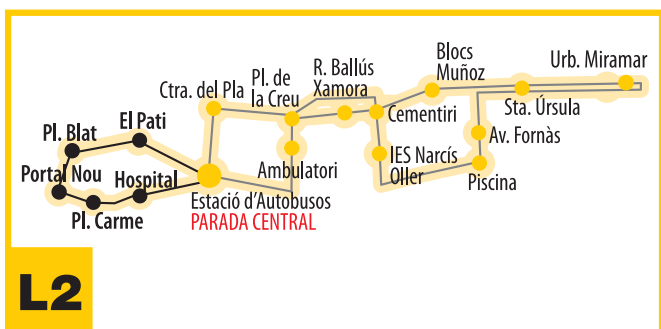 Blocs
Muñoz
Urb. Miramar
R. Ballús
Xamora
Pl. de
la Creu
Ctra. del Pla
Cementiri
Sta. Úrsula
El Pati
Pl. Blat
Av. Fornàs
IES Narcís
Oller
Ambulatori
Portal Nou
Hospital
Piscina
Estació d'Autobusos
Pl. Carme
PARADA CENTRAL
L2